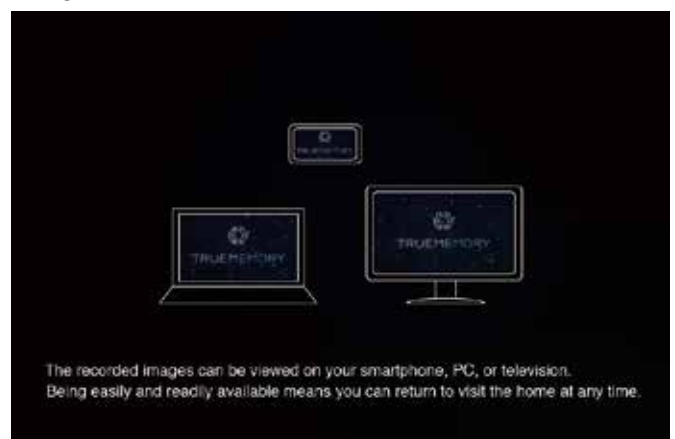 TRUEMEMORY
TRUEMEMORY
TRUEMEMORY
The recorded images can be viewed on your smartphone, PC, or television.
Being easily and readily available means you can return to visit the home at any time.